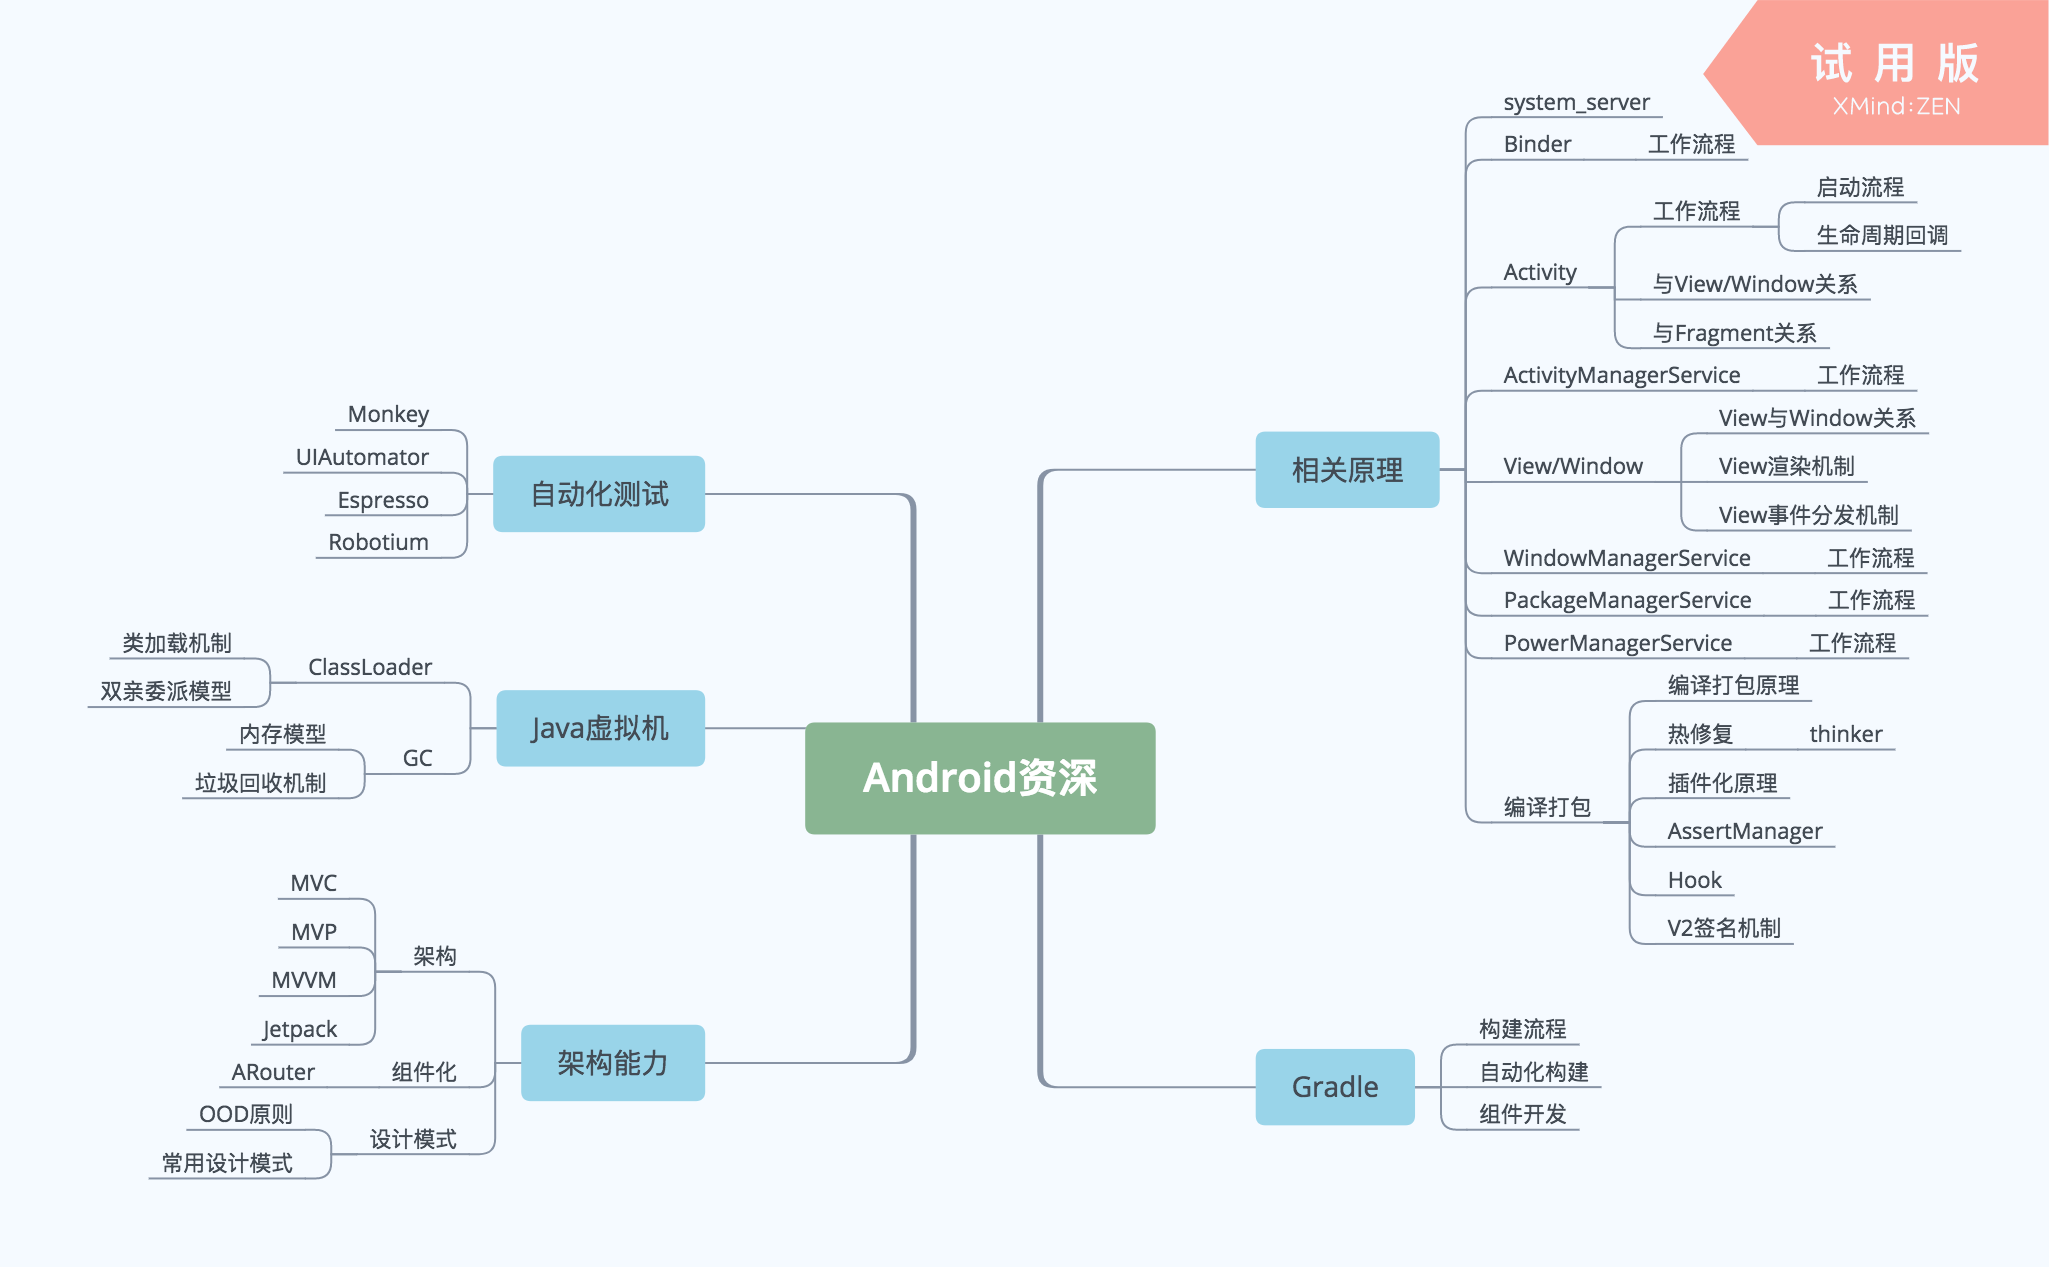 试用版
XMind:ZEN
Android资深
相关原理
system_server
Binder
工作流程
Activity
工作流程
启动流程
生命周期回调
与View/Window关系
与Fragment关系
ActivityManagerService
工作流程
View/Window
View与Window关系
View渲染机制
View事件分发机制
WindowManagerService
工作流程
PackageManagerService
工作流程
PowerManagerService
工作流程
编译打包
编译打包原理
热修复
thinker
插件化原理
AssertManager
Hook
V2签名机制
Gradle
构建流程
自动化构建
组件开发
自动化测试
Monkey
UIAutomator
Espresso
Robotium
Java虚拟机
ClassLoader
类加载机制
双亲委派模型
GC
内存模型
垃圾回收机制
架构能力
架构
MVC
MVP
MVVM
Jetpack
组件化
ARouter
设计模式
OOD原则
常用设计模式